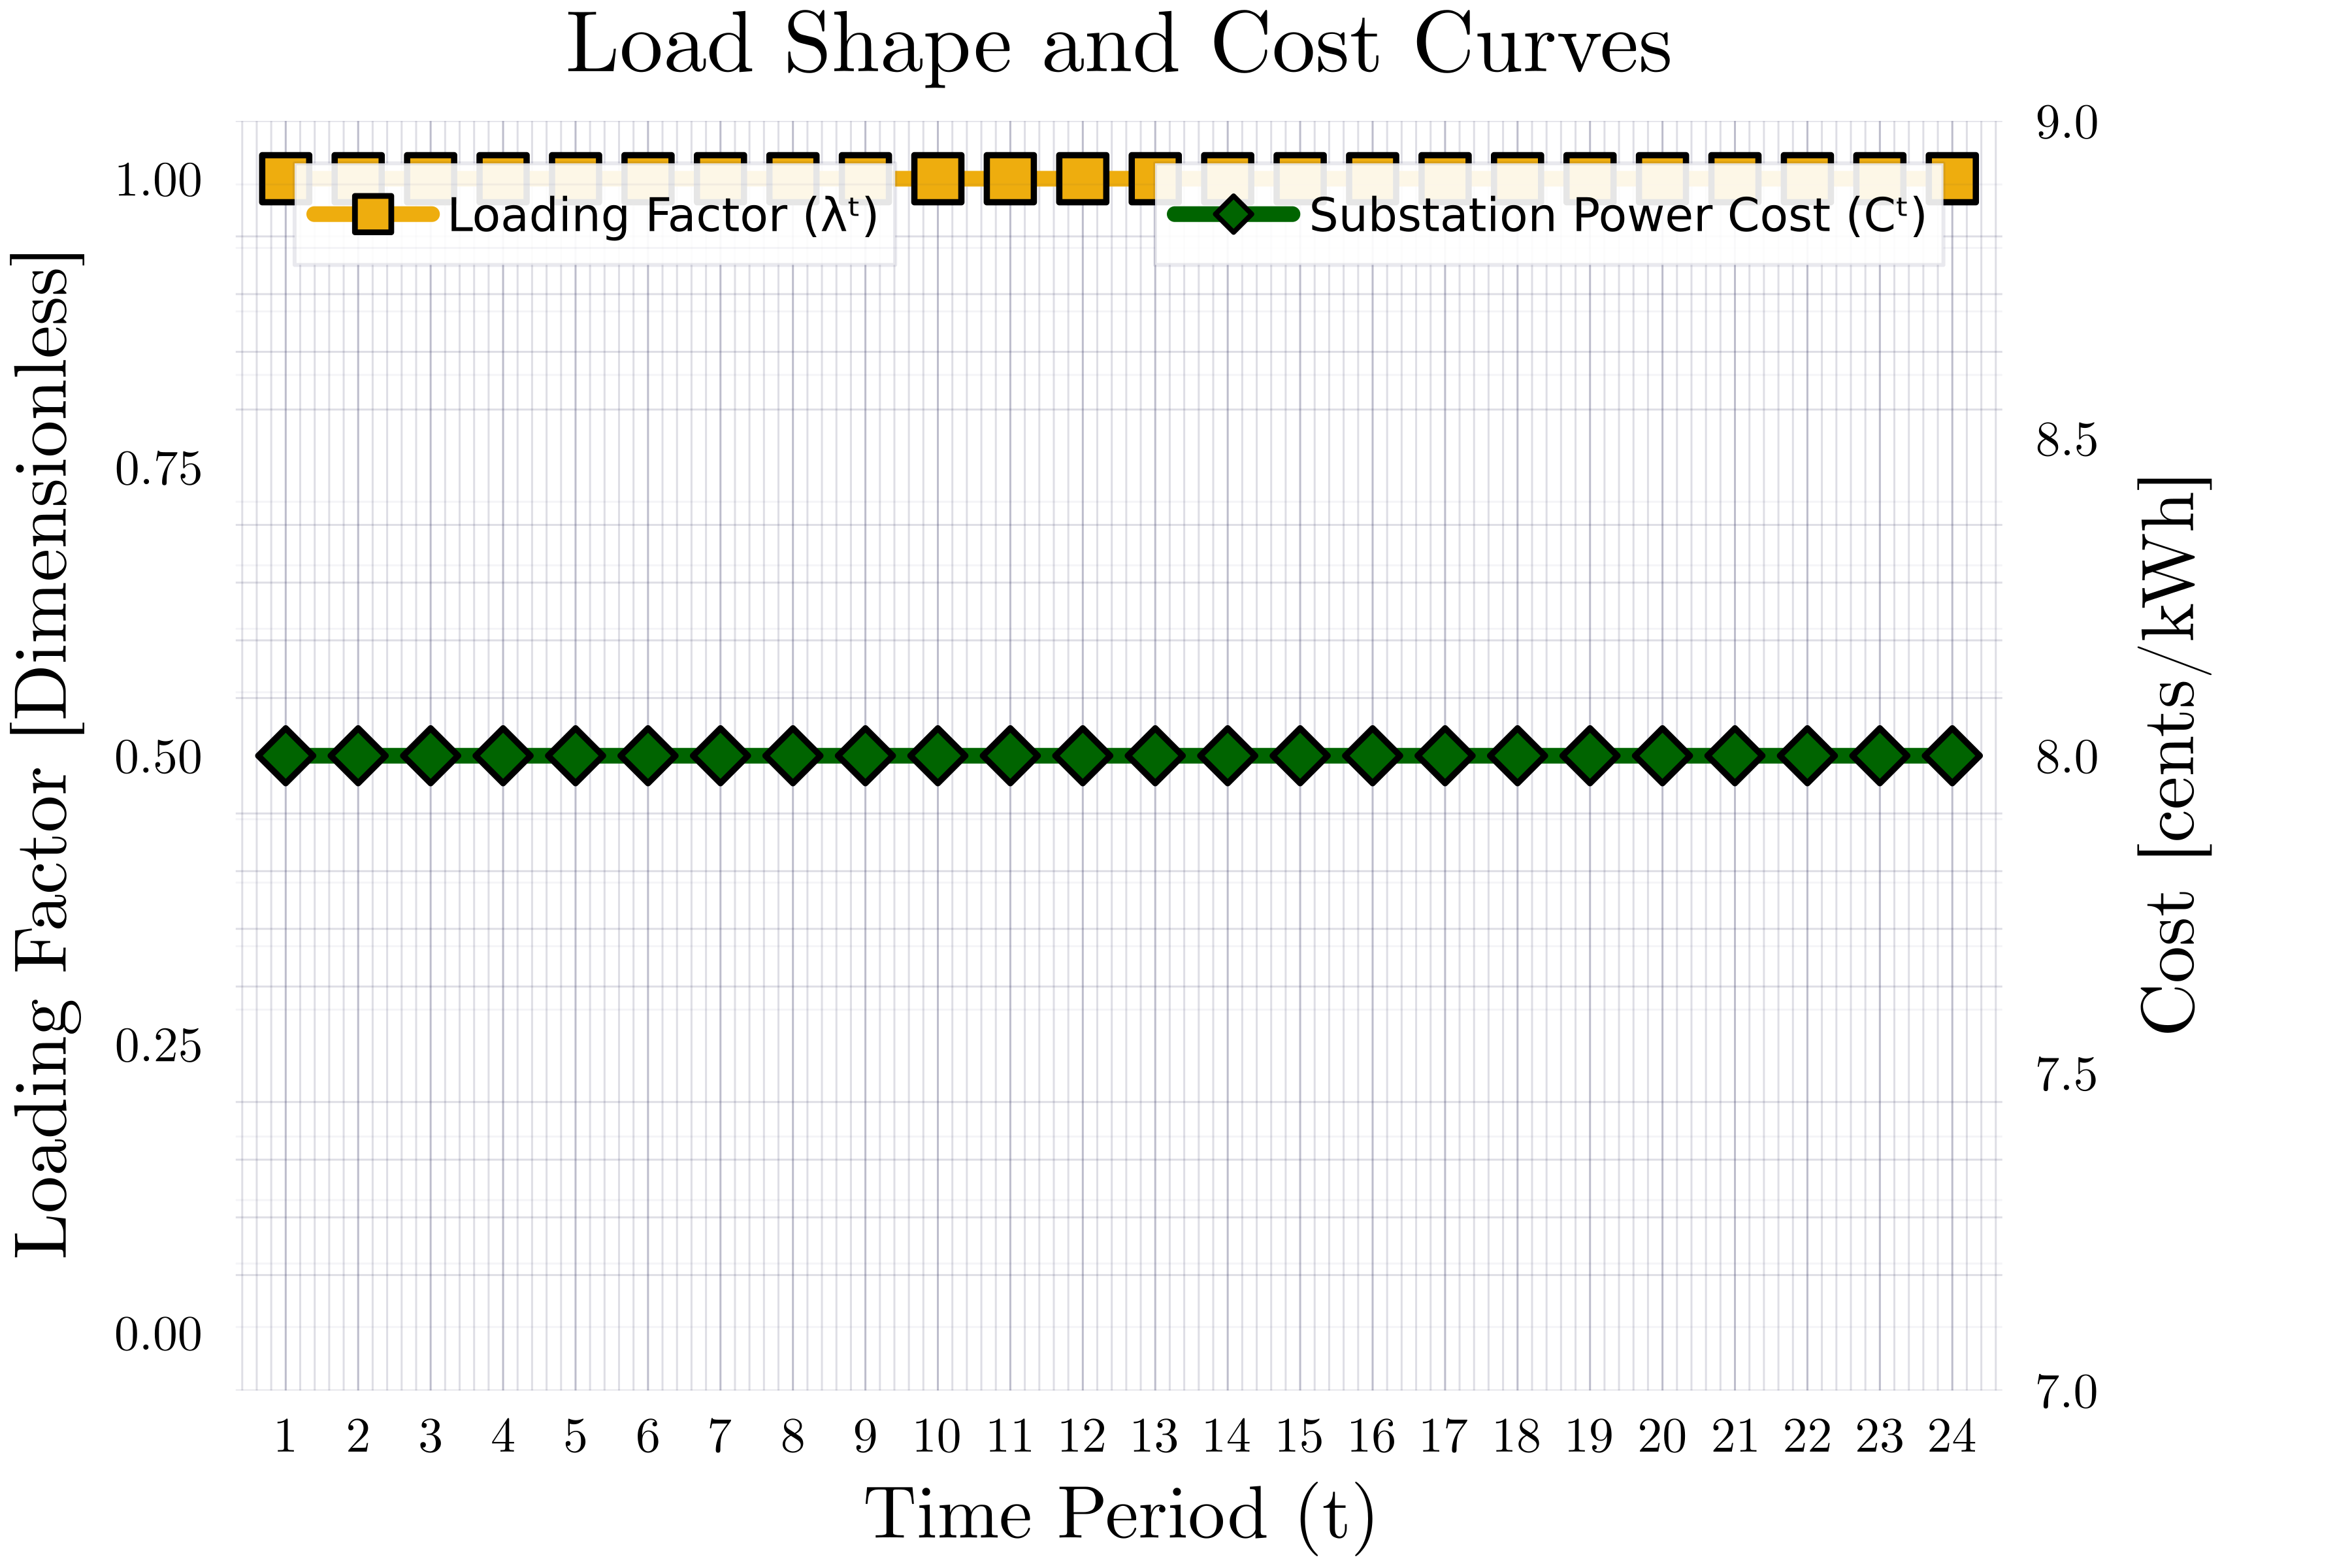 Load Shape and Cost Curves
Loading Factor (λᵗ)
Substation Power Cost (Cᵗ)
Loading Factor [Dimensionless]
1.00
0.75
0.50
0.25
0.00
9.0
8.5
8.0
7.5
7.0
Cost [cents/kWh]
1 2 3 4 5 6 7 8 9 10 11 12 13 14 15 16 17 18 19 20 21 22 23 24
Time Period (t)